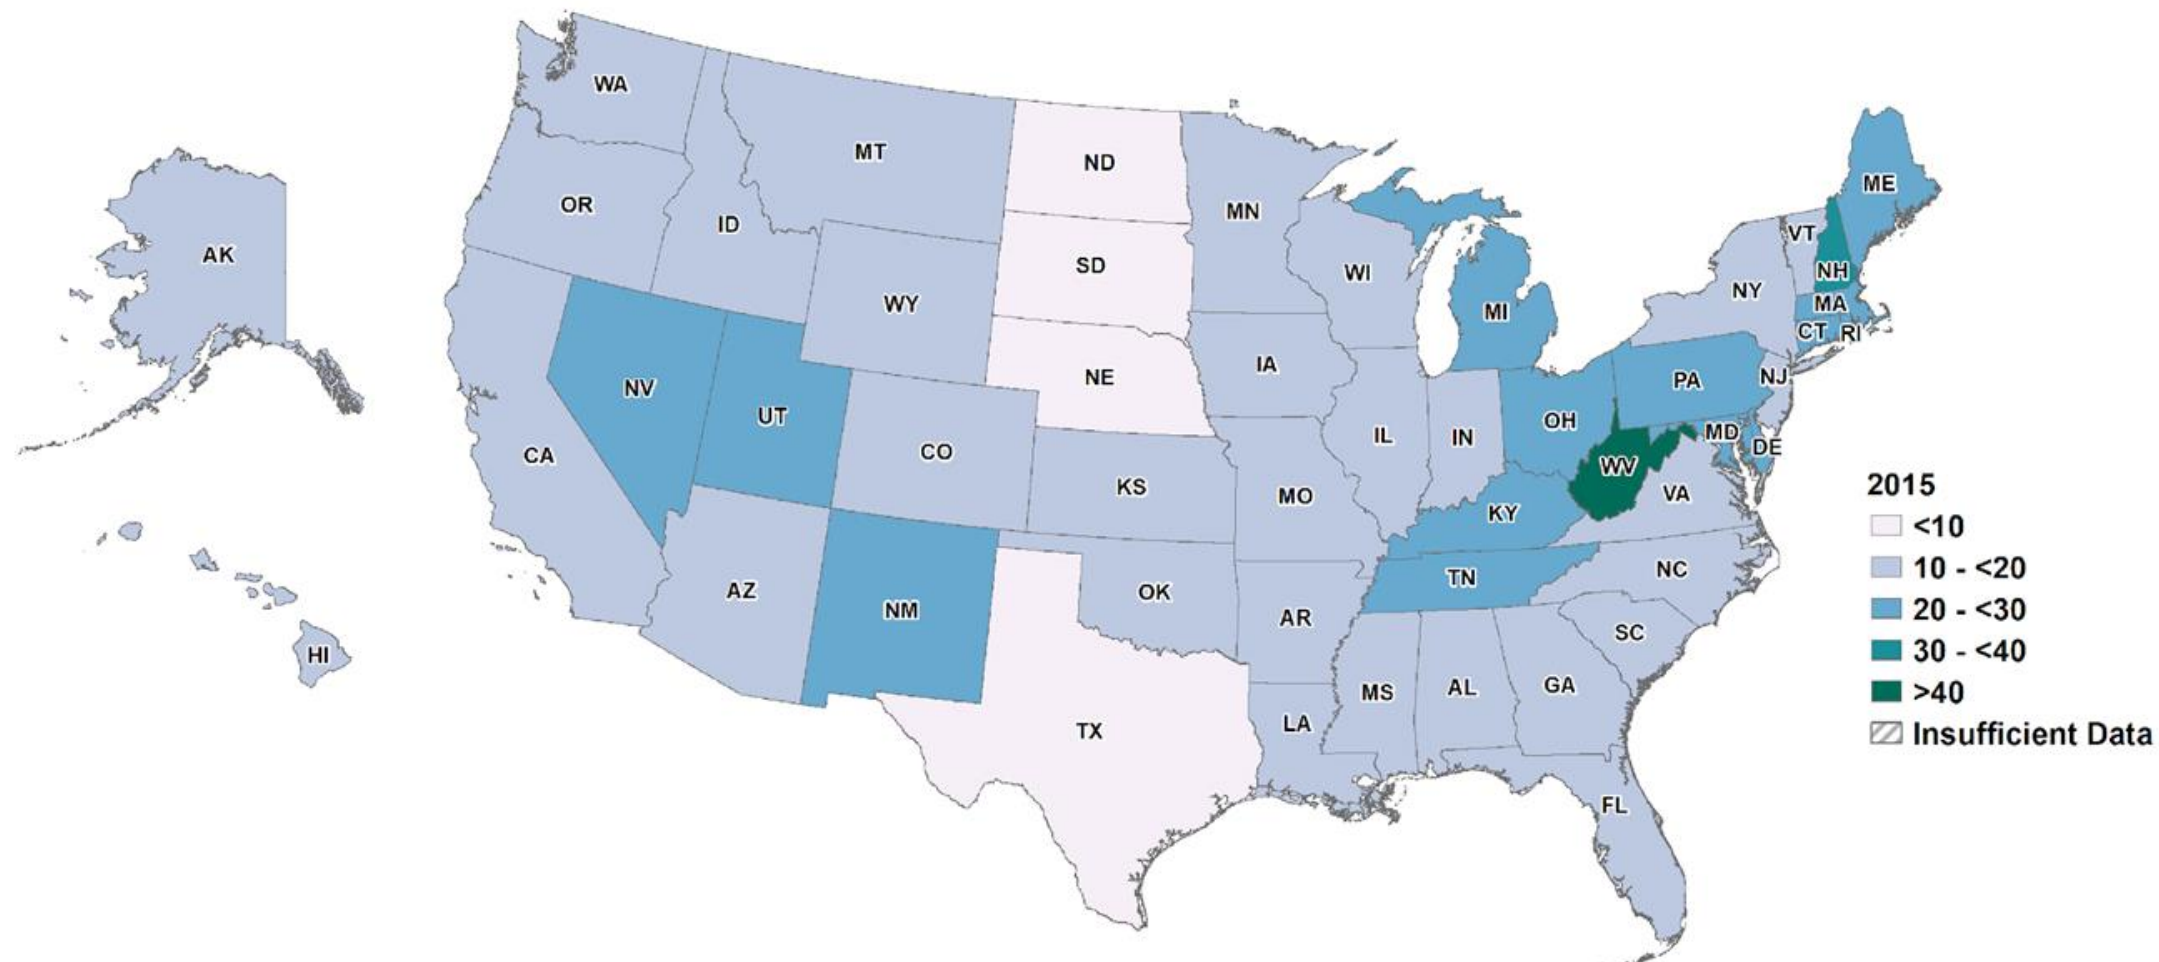 WA
MT
ND
MN
ME
OR
ID
SD
WI
VT
NH
AK
WY
MI
NY
MA
CT
RI
NV
UT
NE
IA
PA
NJ
CA
CO
IL
IN
OH
WV
MD
DE
KS
MO
KY
VA
AZ
NM
OK
AR
TN
NC
HI
TX
LA
MS
AL
GA
SC
FL
2015
<10
10 - <20
20 - <30
30 - <40
>40
Insufficient Data